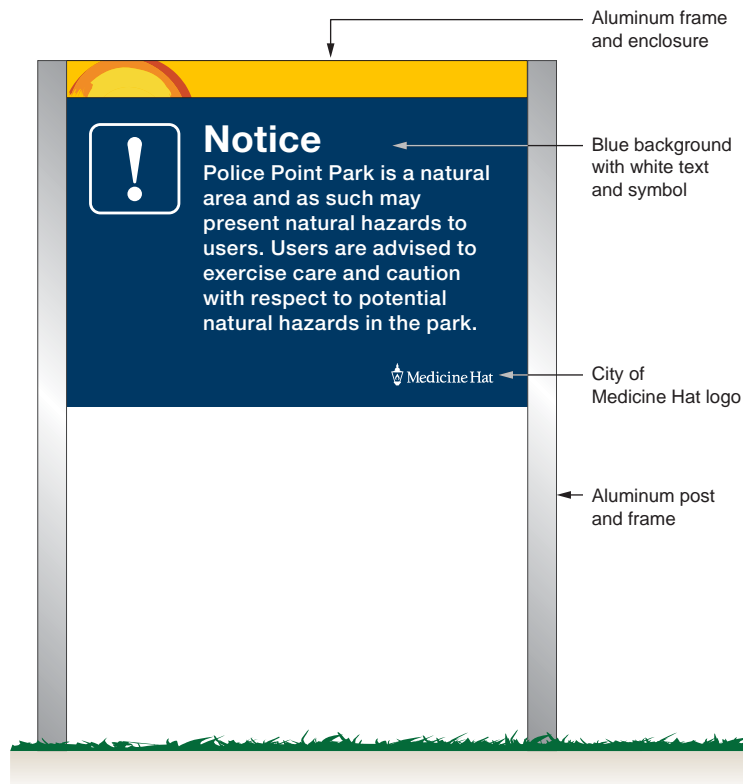 Aluminum frame
and enclosure
Notice
Police Point Park is a natural
area and as such may
present natural hazards to
users. Users are advised to
exercise care and caution
with respect to potential
natural hazards in the park.
Medicine Hat
Blue background
with white text
and symbol
City of
Medicine Hat logo
Aluminum post
and frame